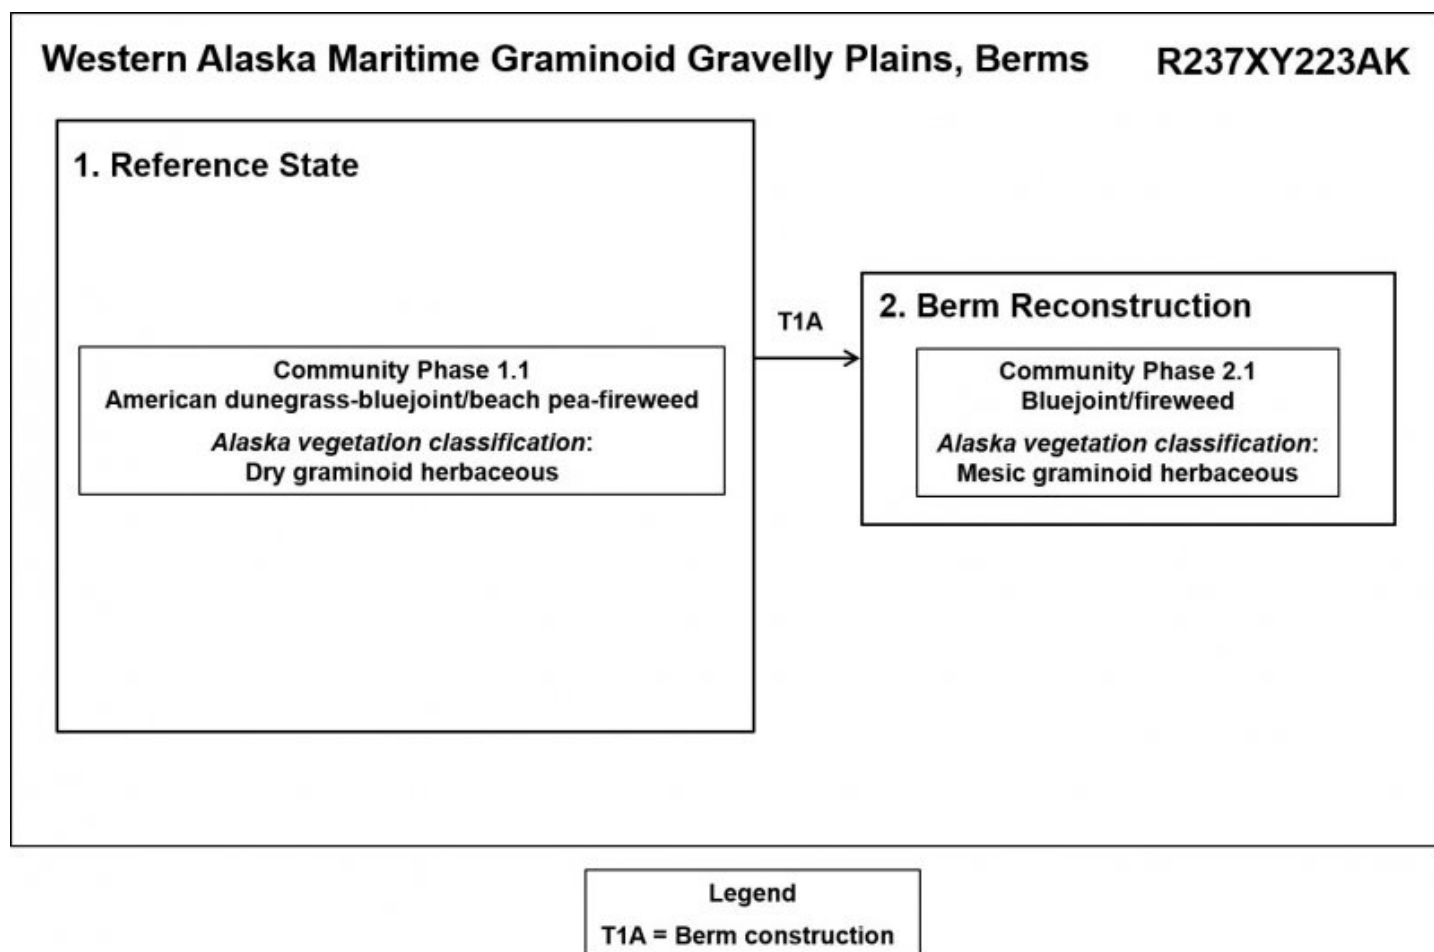 Western Alaska Maritime Graminoid Gravelly Plains, Berms R237XY223AK
1. Reference State
Community Phase 1.1
American dunegrass-bluejoint/beach pea-fireweed
Alaska vegetation classification:
Dry graminoid herbaceous
T1A
2. Berm Reconstruction
Community Phase 2.1
Bluejoint/fireweed
Alaska vegetation classification:
Mesic graminoid herbaceous
Legend
T1A = Berm construction